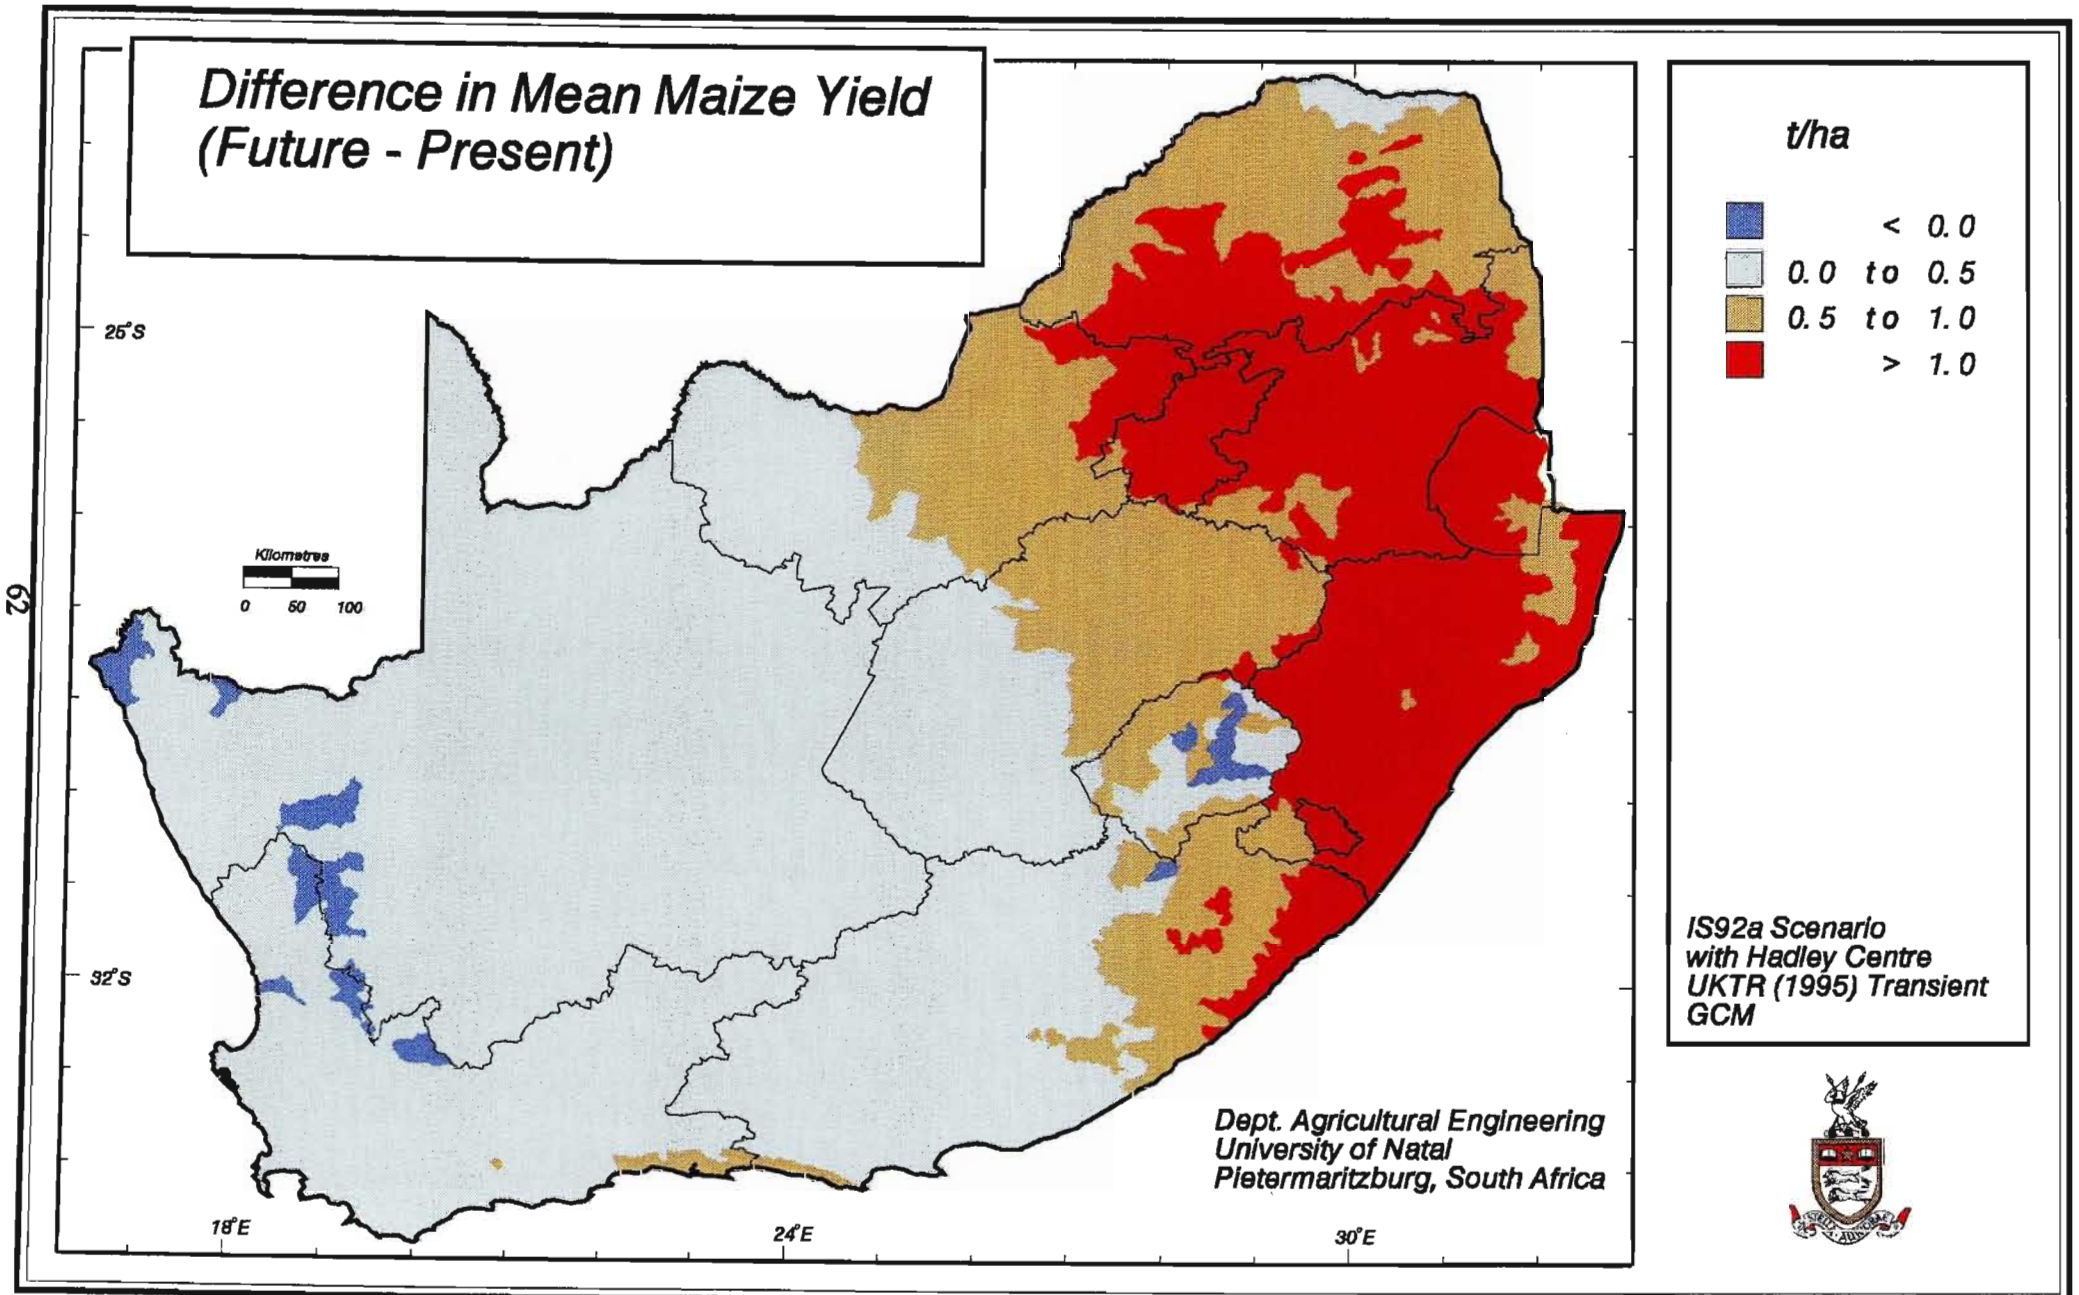 Difference in Mean Maize Yield
(Future - Present)
t/ha
< 0.0
0.0 to 0.5
0.5 to 1.0
> 1.0
25°S
Kilometres
0 50 100
62
32°S
IS92a Scenario
with Hadley Centre
UKTR (1995) Transient
GCM
Dept. Agricultural Engineering
University of Natal
Pietermaritzburg, South Africa
18°E
24°E
30°E